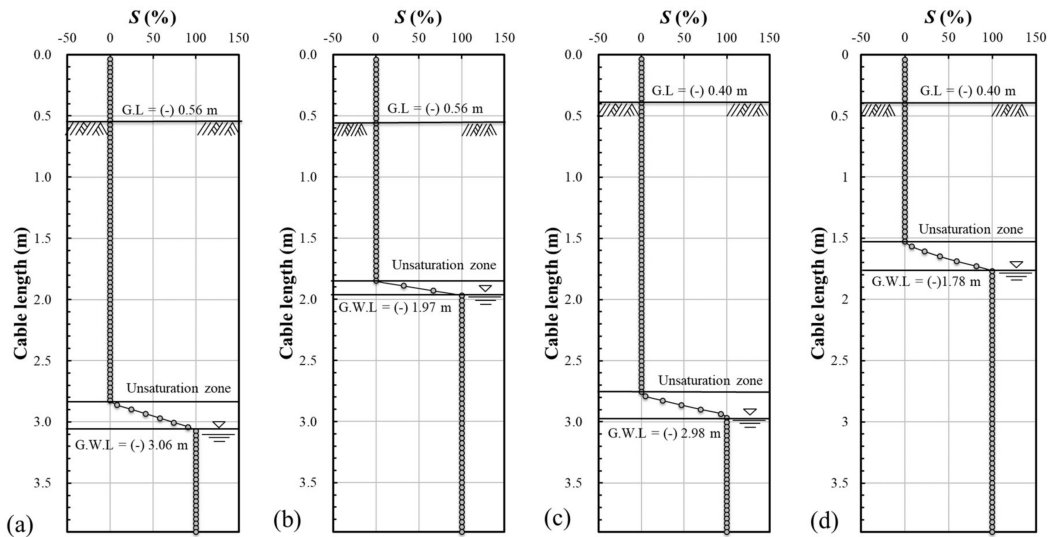 S (%)
-50 0 50 100 150
0.0
0.5
1.0
1.5
2.0
2.5
3.0
3.5
Cable length (m)
G.L = (-) 0.56 m
Unsaturation zone
G.W.L = (-) 3.06 m
(a)
S (%)
-50 0 50 100 150
0.0
0.5
1.0
1.5
2.0
2.5
3.0
3.5
Cable length (m)
G.L = (-) 0.56 m
Unsaturation zone
G.W.L = (-) 1.97 m
(b)
S (%)
-50 0 50 100 150
0.0
0.5
1.0
1.5
2.0
2.5
3.0
3.5
Cable length (m)
G.L = (-) 0.40 m
Unsaturation zone
G.W.L = (-) 2.98 m
(c)
S (%)
-50 0 50 100 150
0
0.5
1
1.5
2
2.5
3
3.5
Cable length (m)
G.L = (-) 0.40 m
Unsaturation zone
G.W.L = (-)1.78 m
(d)